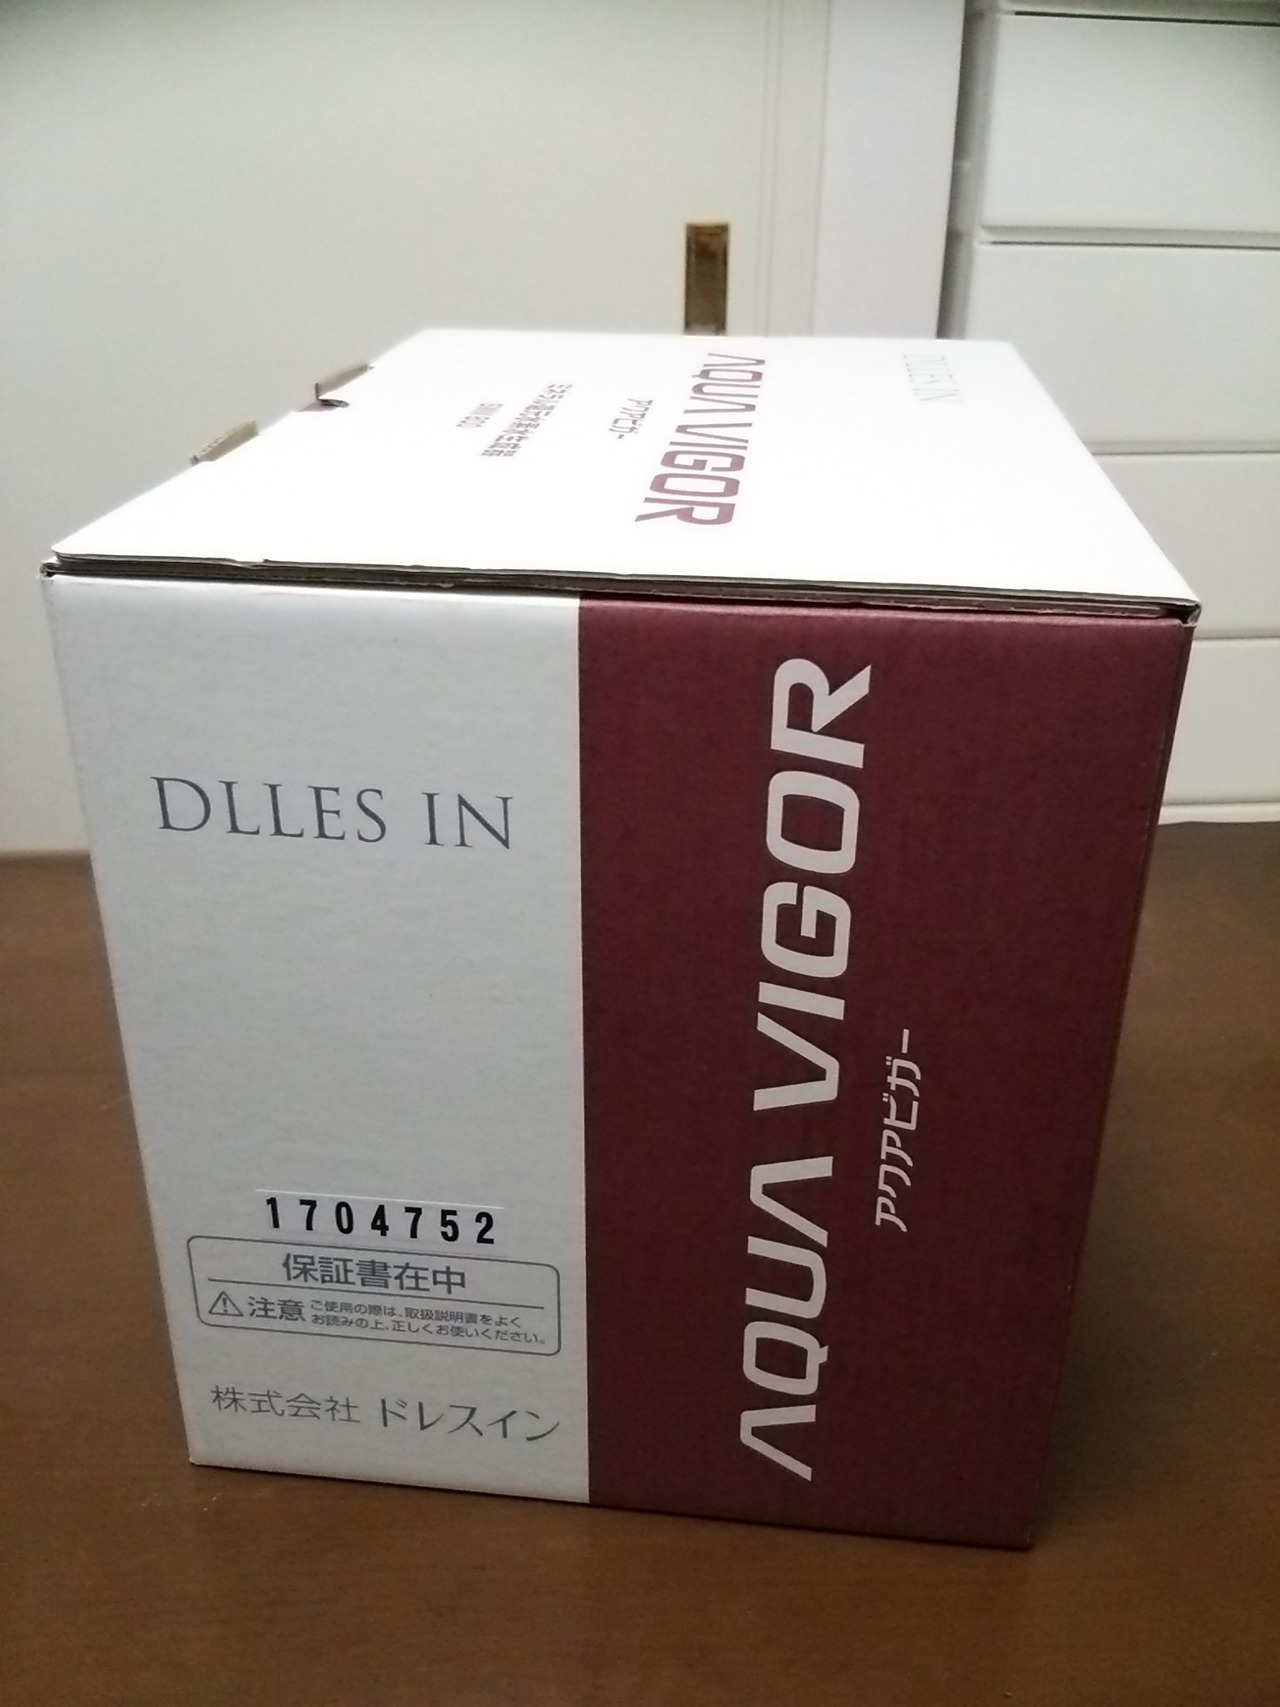 DLLES IN
AQUA VIGOR
アクアビガー
DLLES IN
1704752
保証書在中
注意 ご使用の際は、取扱説明書をよく
お読みの上、正しくお使いください。
株式会社 ドレスイン
AQUA VIGOR
アクアビガー